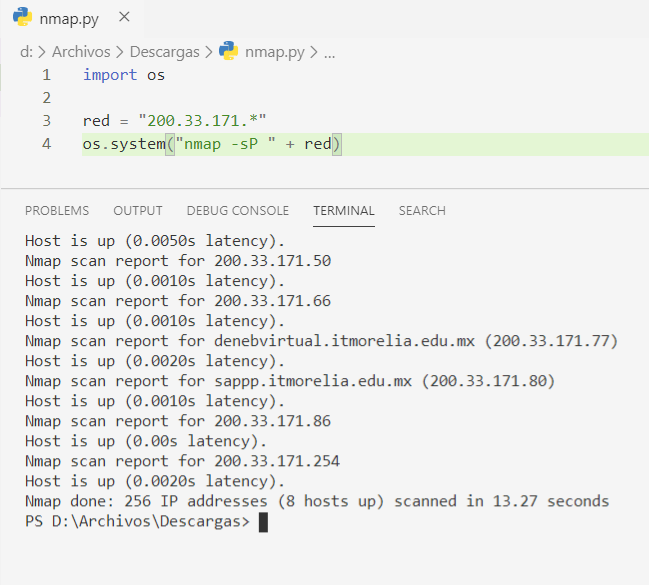 nmap.py ×
d: > Archivos > Descargas > nmap.py > ...
1 import os
2
3 red = "200.33.171.*"
4 os.system("nmap -sP " + red)
PROBLEMS OUTPUT DEBUG CONSOLE TERMINAL SEARCH
Host is up (0.0050s latency).
Nmap scan report for 200.33.171.50
Host is up (0.0010s latency).
Nmap scan report for 200.33.171.66
Host is up (0.0010s latency).
Nmap scan report for denebvirtual.itmorelia.edu.mx (200.33.171.77)
Host is up (0.0020s latency).
Nmap scan report for sappp.itmorelia.edu.mx (200.33.171.80)
Host is up (0.0010s latency).
Nmap scan report for 200.33.171.86
Host is up (0.00s latency).
Nmap scan report for 200.33.171.254
Host is up (0.0020s latency).
Nmap done: 256 IP addresses (8 hosts up) scanned in 13.27 seconds
PS D:\Archivos\Descargas>